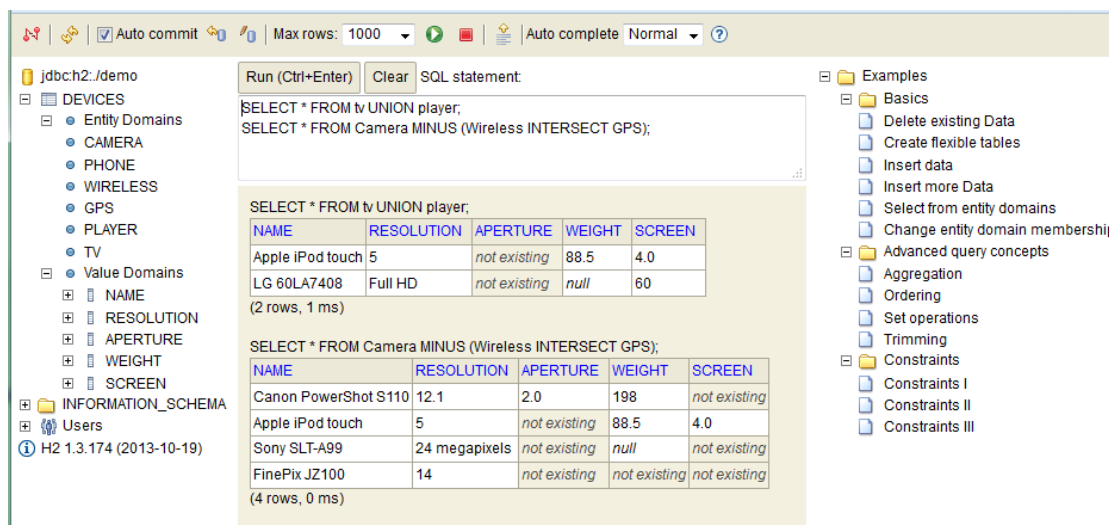 Auto commit Max rows: 1000 Auto complete Normal
jdbc:h2:./demo
DEVICES
Entity Domains
CAMERA
PHONE
WIRELESS
GPS
PLAYER
TV
Value Domains
NAME
RESOLUTION
APERTURE
WEIGHT
SCREEN
INFORMATION_SCHEMA
Users
H2 1.3.174 (2013-10-19)
Run (Ctrl+Enter) Clear SQL statement:
SELECT * FROM tv UNION player;
SELECT * FROM Camera MINUS (Wireless INTERSECT GPS);
SELECT * FROM tv UNION player;
NAME RESOLUTION APERTURE WEIGHT SCREEN
Apple iPod touch 5 not existing 88.5 4.0
LG 60LA7408 Full HD not existing null 60
(2 rows, 1 ms)
SELECT * FROM Camera MINUS (Wireless INTERSECT GPS);
NAME RESOLUTION APERTURE WEIGHT SCREEN
Canon PowerShot S110 12.1 2.0 198 not existing
Apple iPod touch 5 not existing 88.5 4.0
Sony SLT-A99 24 megapixels not existing null not existing
FinePix JZ100 14 not existing not existing not existing
(4 rows, 0 ms)
Examples
Basics
Delete existing Data
Create flexible tables
Insert data
Insert more Data
Select from entity domains
Change entity domain membership
Advanced query concepts
Aggregation
Ordering
Set operations
Trimming
Constraints
Constraints I
Constraints II
Constraints III